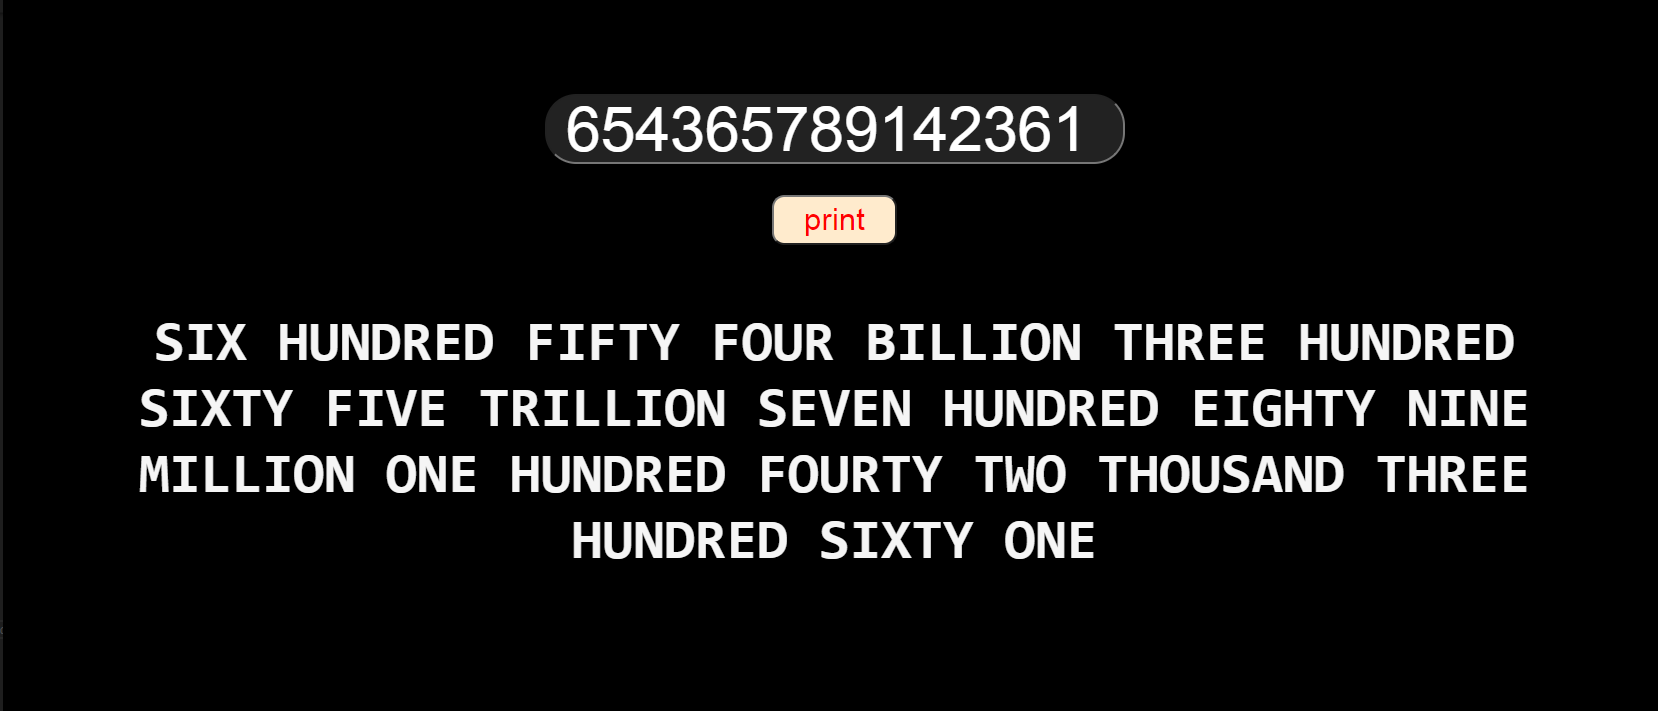 654365789142361
print
SIX HUNDRED FIFTY FOUR BILLION THREE HUNDRED
SIXTY FIVE TRILLION SEVEN HUNDRED EIGHTY NINE
MILLION ONE HUNDRED FOURTY TWO THOUSAND THREE
HUNDRED SIXTY ONE